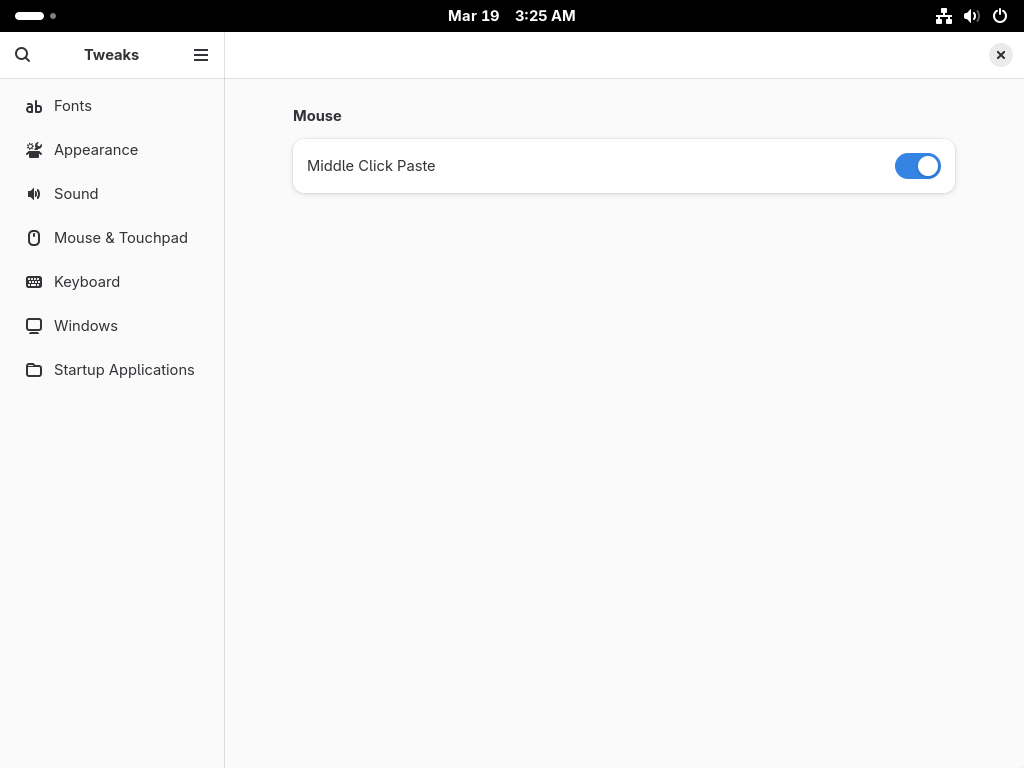 Mar 19 3:25 AM
Tweaks
Fonts
Appearance
Sound
Mouse & Touchpad
Keyboard
Windows
Startup Applications
Mouse
Middle Click Paste